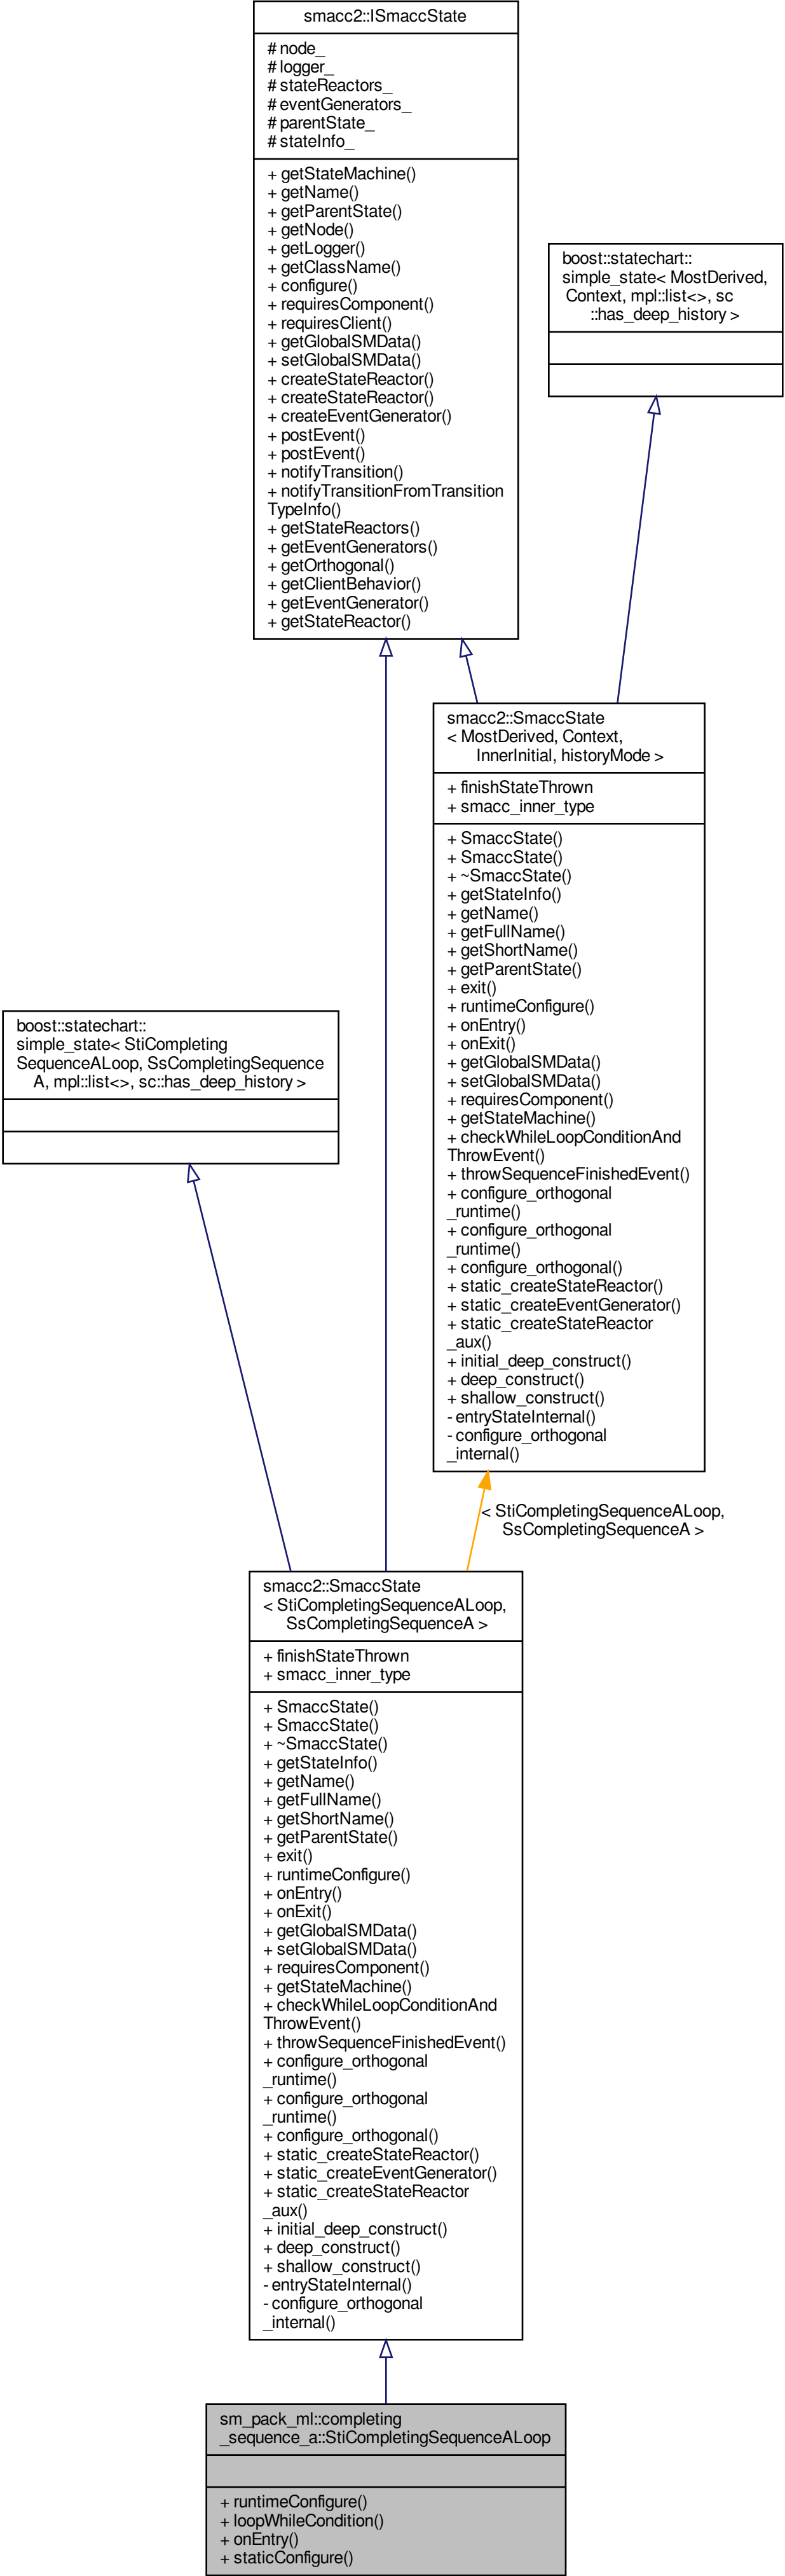 smacc2::ISmaccState
# node_
# logger_
# stateReactors_
# eventGenerators_
# parentState_
# stateInfo_
+ getStateMachine()
+ getName()
+ getParentState()
+ getNode()
+ getLogger()
+ getClassName()
+ configure()
+ requiresComponent()
+ requiresClient()
+ getGlobalSMData()
+ setGlobalSMData()
+ createStateReactor()
+ createStateReactor()
+ createEventGenerator()
+ postEvent()
+ postEvent()
+ notifyTransition()
+ notifyTransitionFromTransition
TypeInfo()
+ getStateReactors()
+ getEventGenerators()
+ getOrthogonal()
+ getClientBehavior()
+ getEventGenerator()
+ getStateReactor()
boost::statechart::
simple_state< MostDerived,
Context, mpl::list<>, sc
::has_deep_history >
smacc2::SmaccState
< MostDerived, Context,
InnerInitial, historyMode >
+ finishStateThrown
+ smacc_inner_type
+ SmaccState()
+ SmaccState()
+ ~SmaccState()
+ getStateInfo()
+ getName()
+ getFullName()
+ getShortName()
+ getParentState()
+ exit()
+ runtimeConfigure()
+ onEntry()
+ onExit()
+ getGlobalSMData()
+ setGlobalSMData()
+ requiresComponent()
+ getStateMachine()
+ checkWhileLoopConditionAnd
ThrowEvent()
+ throwSequenceFinishedEvent()
+ configure_orthogonal
_runtime()
+ configure_orthogonal
_runtime()
+ configure_orthogonal()
+ static_createStateReactor()
+ static_createEventGenerator()
+ static_createStateReactor
_aux()
+ initial_deep_construct()
+ deep_construct()
+ shallow_construct()
- entryStateInternal()
- configure_orthogonal
_internal()
boost::statechart::
simple_state< StiCompleting
SequenceALoop, SsCompletingSequence
A, mpl::list<>, sc::has_deep_history >
< StiCompletingSequenceALoop,
SsCompletingSequenceA >
smacc2::SmaccState
< StiCompletingSequenceALoop,
SsCompletingSequenceA >
+ finishStateThrown
+ smacc_inner_type
+ SmaccState()
+ SmaccState()
+ ~SmaccState()
+ getStateInfo()
+ getName()
+ getFullName()
+ getShortName()
+ getParentState()
+ exit()
+ runtimeConfigure()
+ onEntry()
+ onExit()
+ getGlobalSMData()
+ setGlobalSMData()
+ requiresComponent()
+ getStateMachine()
+ checkWhileLoopConditionAnd
ThrowEvent()
+ throwSequenceFinishedEvent()
+ configure_orthogonal
_runtime()
+ configure_orthogonal
_runtime()
+ configure_orthogonal()
+ static_createStateReactor()
+ static_createEventGenerator()
+ static_createStateReactor
_aux()
+ initial_deep_construct()
+ deep_construct()
+ shallow_construct()
- entryStateInternal()
- configure_orthogonal
_internal()
sm_pack_ml::completing
_sequence_a::StiCompletingSequenceALoop
+ runtimeConfigure()
+ loopWhileCondition()
+ onEntry()
+ staticConfigure()